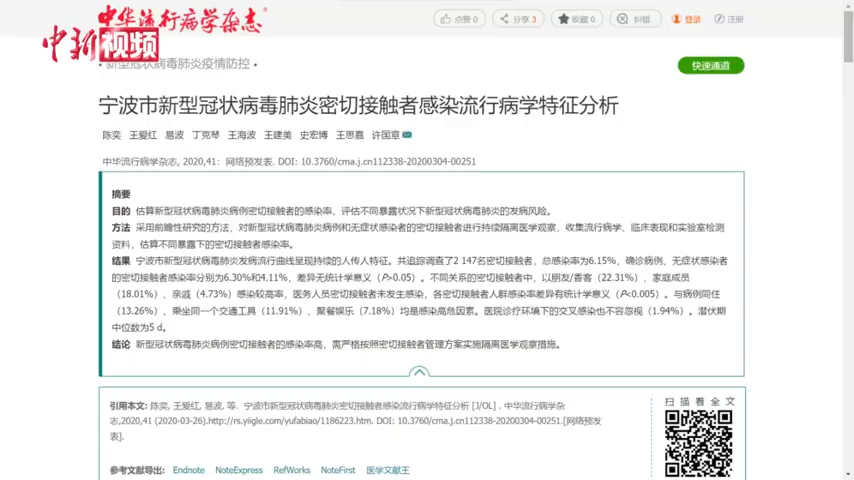 中华流行病学杂志
点赞 0
分享 3
收藏 0
纠错
登录
注册
中新视频
• 新型冠状病毒肺炎疫情防控 •
快速通道
宁波市新型冠状病毒肺炎密切接触者感染流行病学特征分析
陈奕 王爱红 易波 丁克琴 王海波 王建美 史宏博 王思嘉 许国章
中华流行病学杂志, 2020,41: 网络预发表. DOI: 10.3760/cma.j.cn112338-20200304-00251
摘要
目的 估算新型冠状病毒肺炎病例密切接触者的感染率，评估不同暴露状况下新型冠状病毒肺炎的发病风险。
方法 采用前瞻性研究的方法，对新型冠状病毒肺炎病例和无症状感染者的密切接触者进行持续隔离医学观察，收集流行病学、临床表现和实验室检测
资料，估算不同暴露下的密切接触者感染率。
结果 宁波市新型冠状病毒肺炎发病流行曲线呈现持续的人传人特征。共追踪调查了2 147名密切接触者，总感染率为6.15%，确诊病例、无症状感染者
的密切接触者感染率分别为6.30%和4.11%，差异无统计学意义（P>0.05）。不同关系的密切接触者中，以朋友/香客（22.31%）、家庭成员
（18.01%）、亲戚（4.73%）感染率较高，医务人员密切接触者未发生感染，各密切接触者人群感染率差异有统计学意义（P<0.005）。与病例同住
（13.26%）、乘坐同一个交通工具（11.91%）、聚餐娱乐（7.18%）均是感染高危因素。医院诊疗环境下的交叉感染也不容忽视（1.94%）。潜伏期
中位数为5 d。
结论 新型冠状病毒肺炎病例密切接触者的感染率高，需严格按照密切接触者管理方案实施隔离医学观察措施。
引用本文: 陈奕, 王爱红, 易波, 等. 宁波市新型冠状病毒肺炎密切接触者感染流行病学特征分析 [J/OL] . 中华流行病学杂
志,2020,41 (2020-03-26).http://rs.yiigle.com/yufabiao/1186223.htm. DOI: 10.3760/cma.j.cn112338-20200304-00251.[网络预发
表].
扫描看全文
参考文献导出: Endnote NoteExpress RefWorks NoteFirst 医学文献王